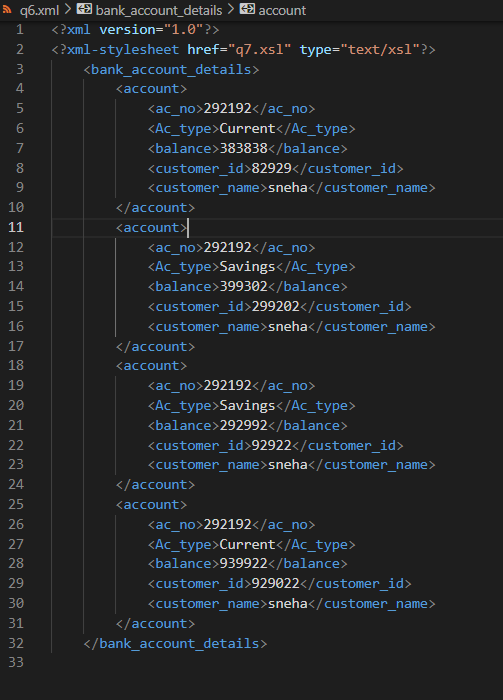 q6.xml > bank_account_details > account
1 <?xml version="1.0"?>
2 <?xml-stylesheet href="q7.xsl" type="text/xsl"?>
3 <bank_account_details>
4 <account>
5 <ac_no>292192</ac_no>
6 <Ac_type>Current</Ac_type>
7 <balance>383838</balance>
8 <customer_id>82929</customer_id>
9 <customer_name>sneha</customer_name>
10 </account>
11 <account>
12 <ac_no>292192</ac_no>
13 <Ac_type>Savings</Ac_type>
14 <balance>399302</balance>
15 <customer_id>299202</customer_id>
16 <customer_name>sneha</customer_name>
17 </account>
18 <account>
19 <ac_no>292192</ac_no>
20 <Ac_type>Savings</Ac_type>
21 <balance>292992</balance>
22 <customer_id>92922</customer_id>
23 <customer_name>sneha</customer_name>
24 </account>
25 <account>
26 <ac_no>292192</ac_no>
27 <Ac_type>Current</Ac_type>
28 <balance>939922</balance>
29 <customer_id>929022</customer_id>
30 <customer_name>sneha</customer_name>
31 </account>
32 </bank_account_details>
33